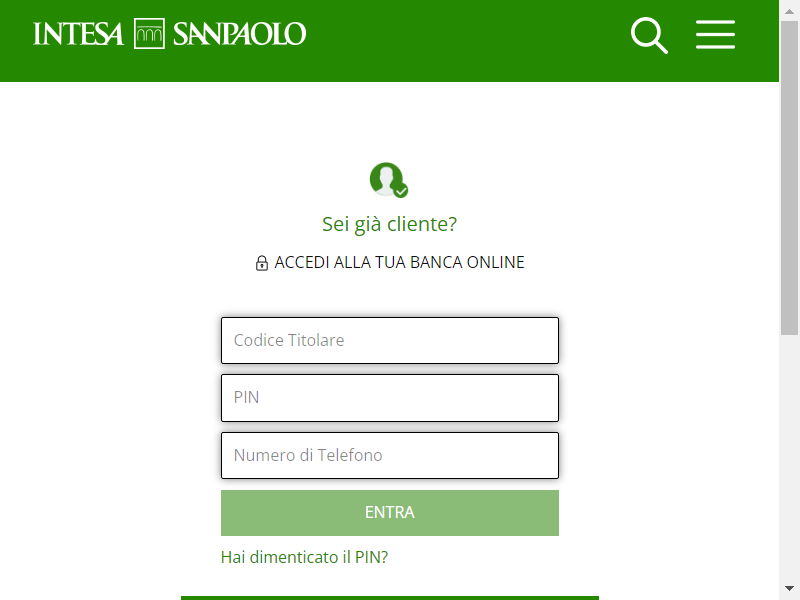 INTESA SANPAOLO
Sei già cliente?
ACCEDI ALLA TUA BANCA ONLINE
Codice Titolare
PIN
Numero di Telefono
ENTRA
Hai dimenticato il PIN?